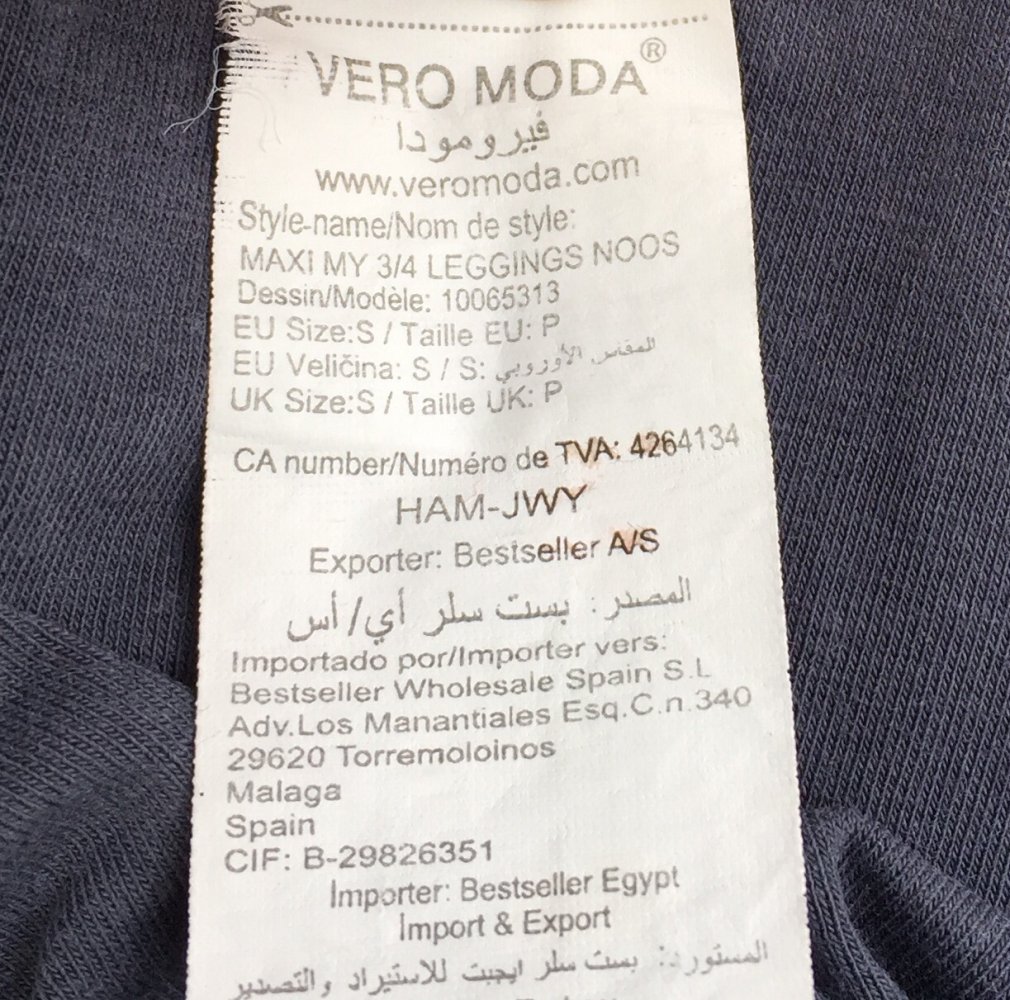 VERO MODA®
فيرومودا
www.veromoda.com
Style-name/Nom de style:
MAXI MY 3/4 LEGGINGS NOOS
Dessin/Modèle: 10065313
EU Size:S / Taille EU: P
EU Veličina: S / S: المقاس الأوروبي
UK Size:S / Taille UK: P
CA number/Numéro de TVA: 4264134
HAM-JWY
Exporter: Bestseller A/S
المصدر: بست سلر أي/أس
Importado por/Importer vers:
Bestseller Wholesale Spain S.L
Adv.Los Manantiales Esq.C.n.340
29620 Torremoloinos
Malaga
Spain
CIF: B-29826351
Importer: Bestseller Egypt
Import & Export
المستورد: بست سلر ايجبت للاستيراد والتصدير